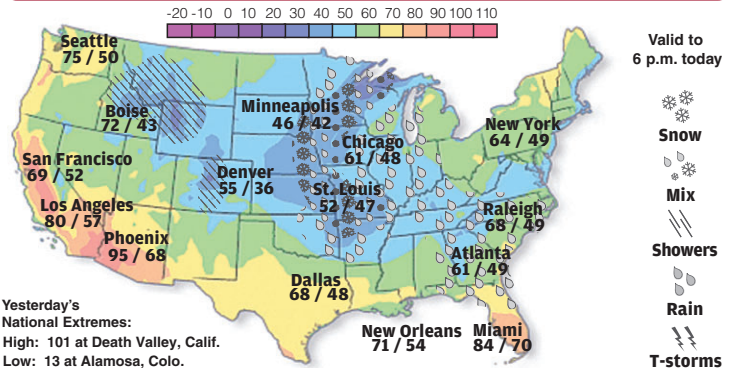 -20 -10 0 10 20 30 40 50 60 70 80 90 100 110
Valid to
6 p.m. today
Snow
Mix
Showers
Rain
T-storms
Seattle
75 / 50
Boise
72 / 43
Minneapolis
46 / 42
Chicago
61 / 48
New York
64 / 49
San Francisco
69 / 52
Denver
55 / 36
St. Louis
52 / 47
Los Angeles
80 / 57
Raleigh
68 / 49
Phoenix
95 / 68
Atlanta
61 / 49
Dallas
68 / 48
New Orleans
71 / 54
Miami
84 / 70
Yesterday's
National Extremes:
High: 101 at Death Valley, Calif.
Low: 13 at Alamosa, Colo.